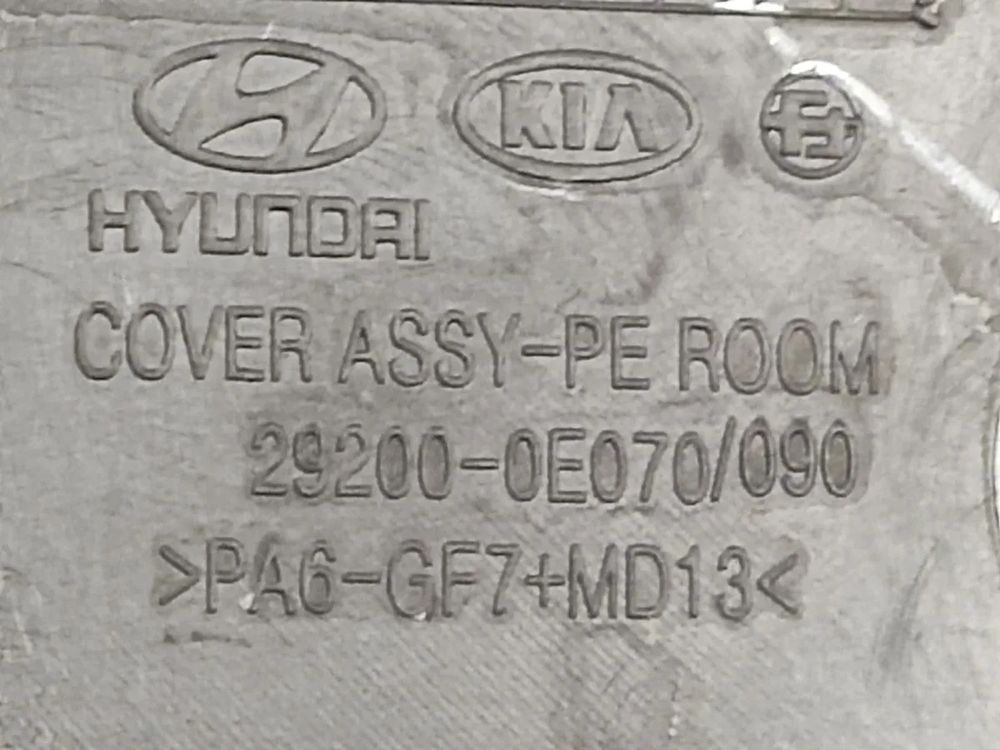 KIA
HYUNDAI
COVER ASSY-PE ROOM
29200-0E070/090
>PA6-GF7+MD13<